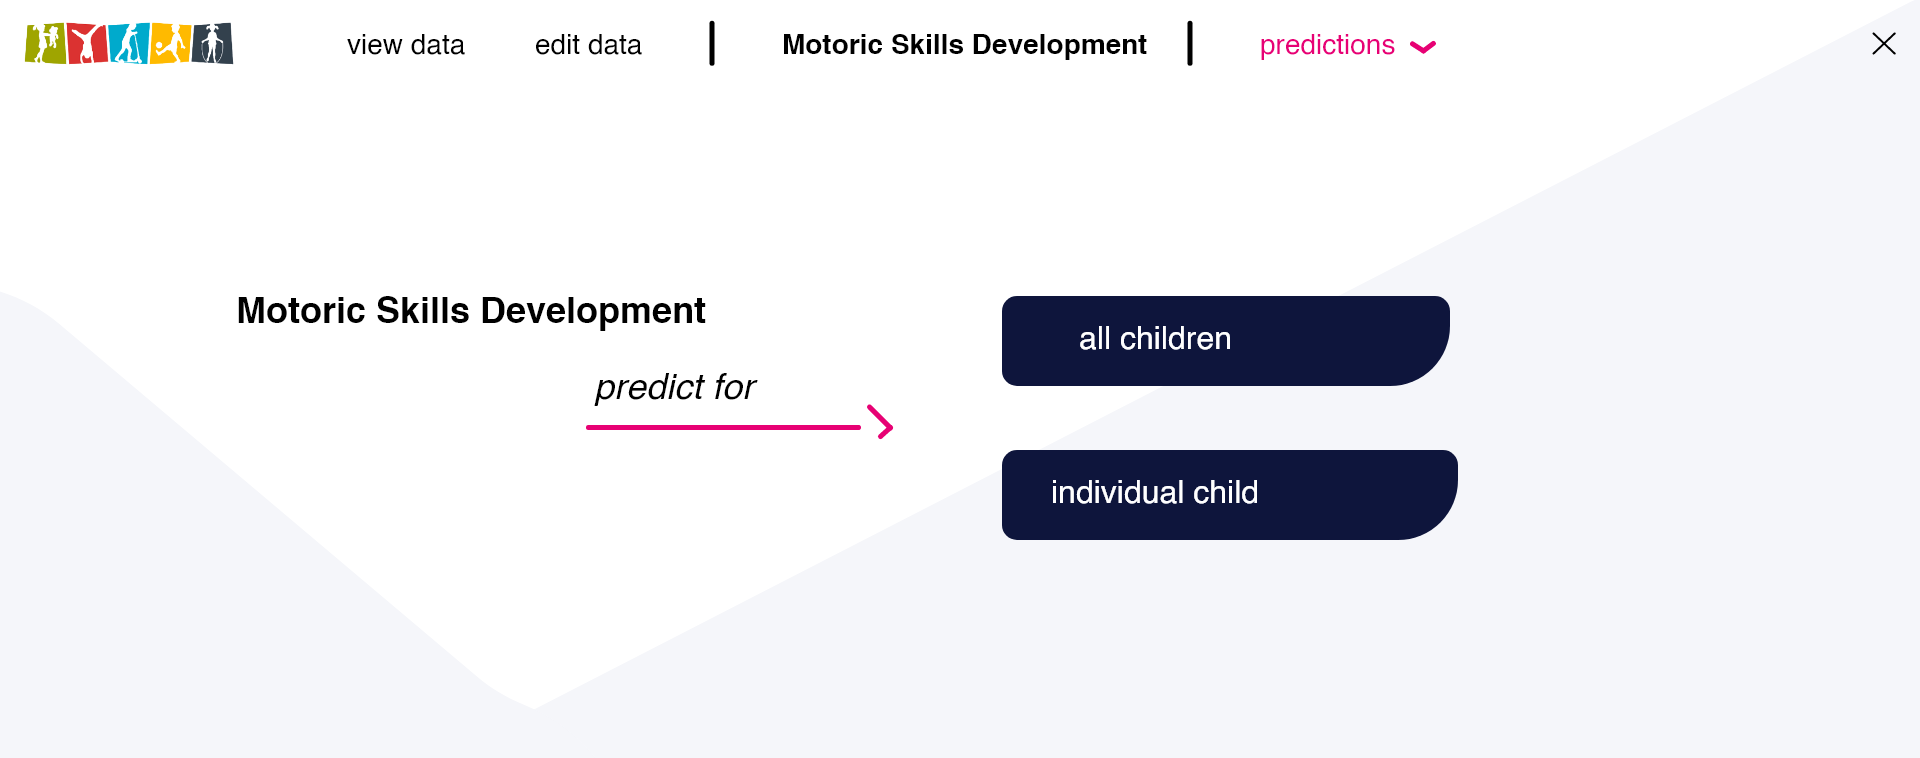 view data
edit data
Motoric Skills Development
predictions
Motoric Skills Development
predict for
all children
individual child